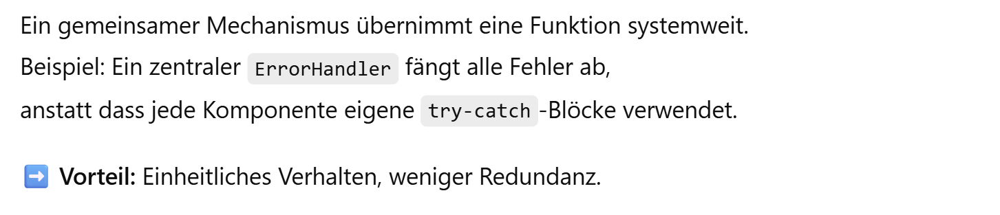 Ein gemeinsamer Mechanismus übernimmt eine Funktion systemweit.
Beispiel: Ein zentraler ErrorHandler fängt alle Fehler ab,
anstatt dass jede Komponente eigene try-catch-Blöcke verwendet.
➡️ Vorteil: Einheitliches Verhalten, weniger Redundanz.